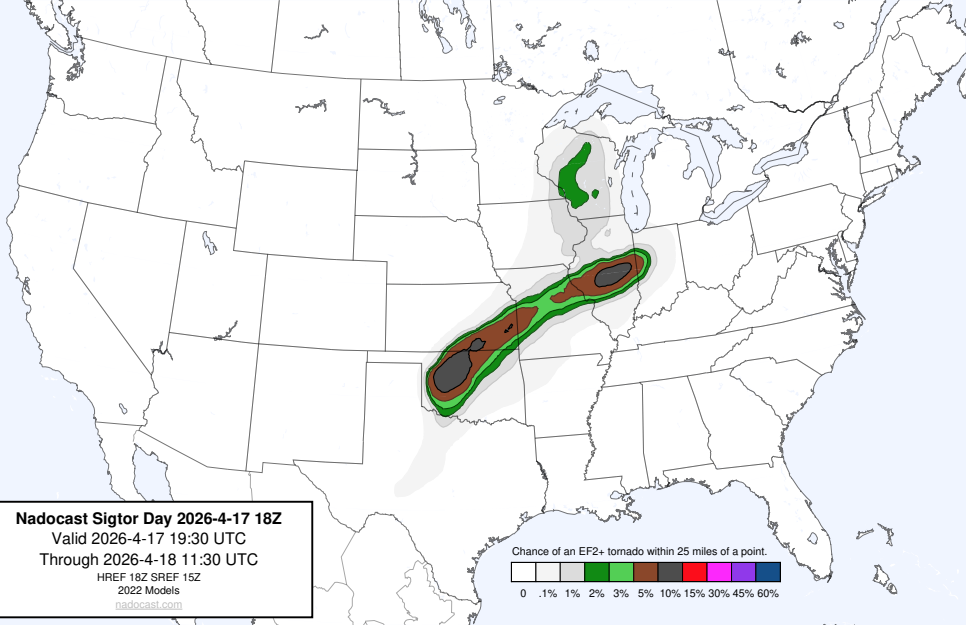 Nadocast Sigtor Day 2026-4-17 18Z
Valid 2026-4-17 19:30 UTC
Through 2026-4-18 11:30 UTC
HREF 18Z SREF 15Z
2022 Models
nadocast.com
Chance of an EF2+ tornado within 25 miles of a point.
0 .1% 1% 2% 3% 5% 10% 15% 30% 45% 60%